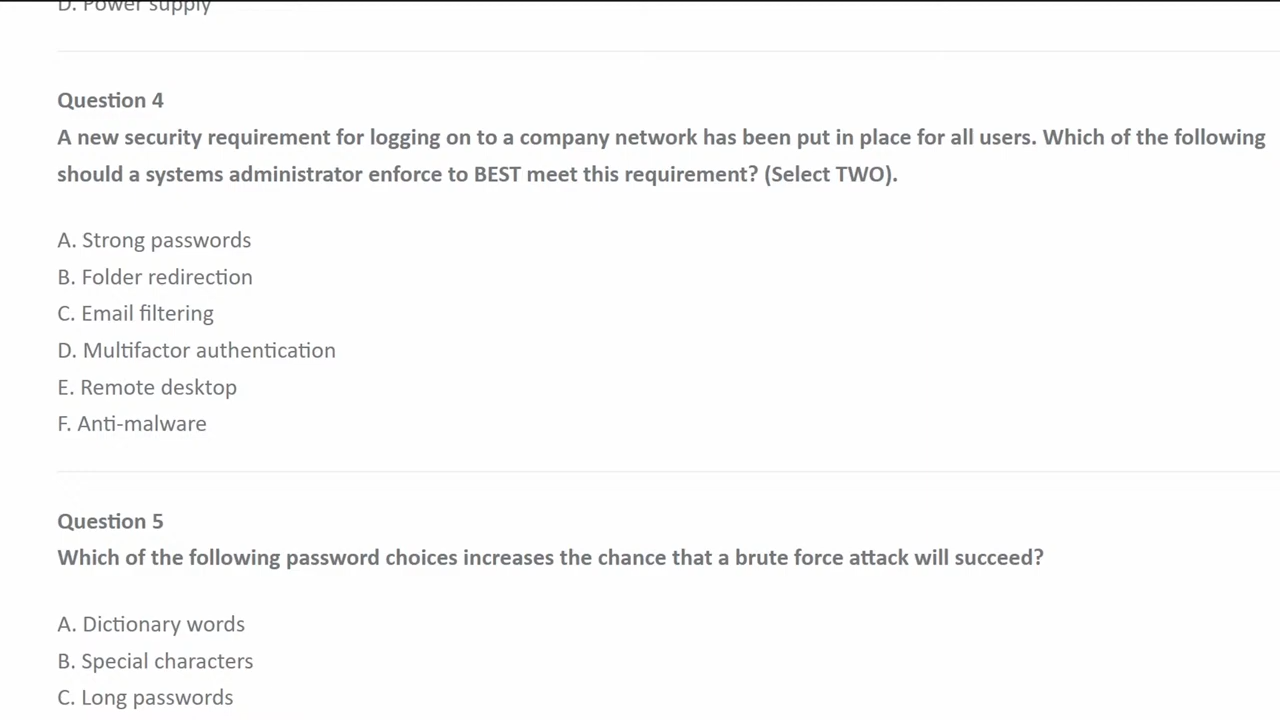 D. Power supply
Question 4
A new security requirement for logging on to a company network has been put in place for all users. Which of the following
should a systems administrator enforce to BEST meet this requirement? (Select TWO).
A. Strong passwords
B. Folder redirection
C. Email filtering
D. Multifactor authentication
E. Remote desktop
F. Anti-malware
Question 5
Which of the following password choices increases the chance that a brute force attack will succeed?
A. Dictionary words
B. Special characters
C. Long passwords